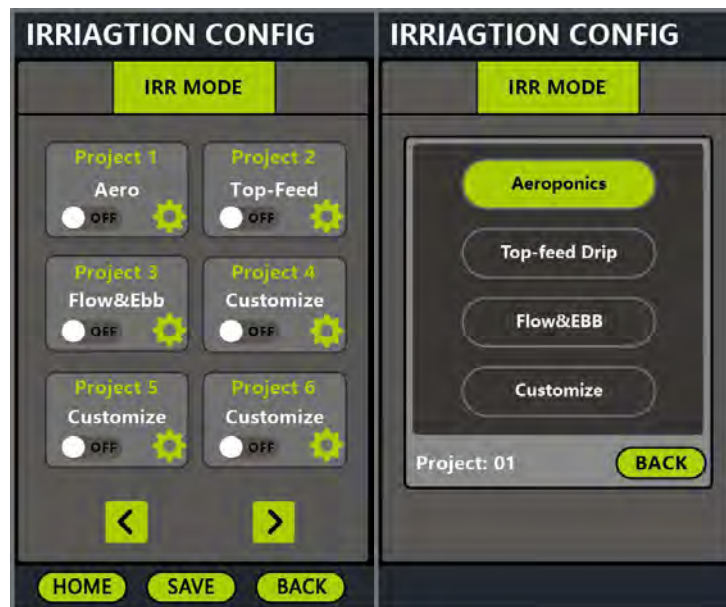 IRRIAGTION CONFIG
IRR MODE
Project 1
Aero
OFF
Project 2
Top-Feed
OFF
Project 3
Flow&Ebb
OFF
Project 4
Customize
OFF
Project 5
Customize
OFF
Project 6
Customize
OFF
<
>
HOME
SAVE
BACK
IRRIAGTION CONFIG
IRR MODE
Aeroponics
Top-feed Drip
Flow&EBB
Customize
Project: 01
BACK